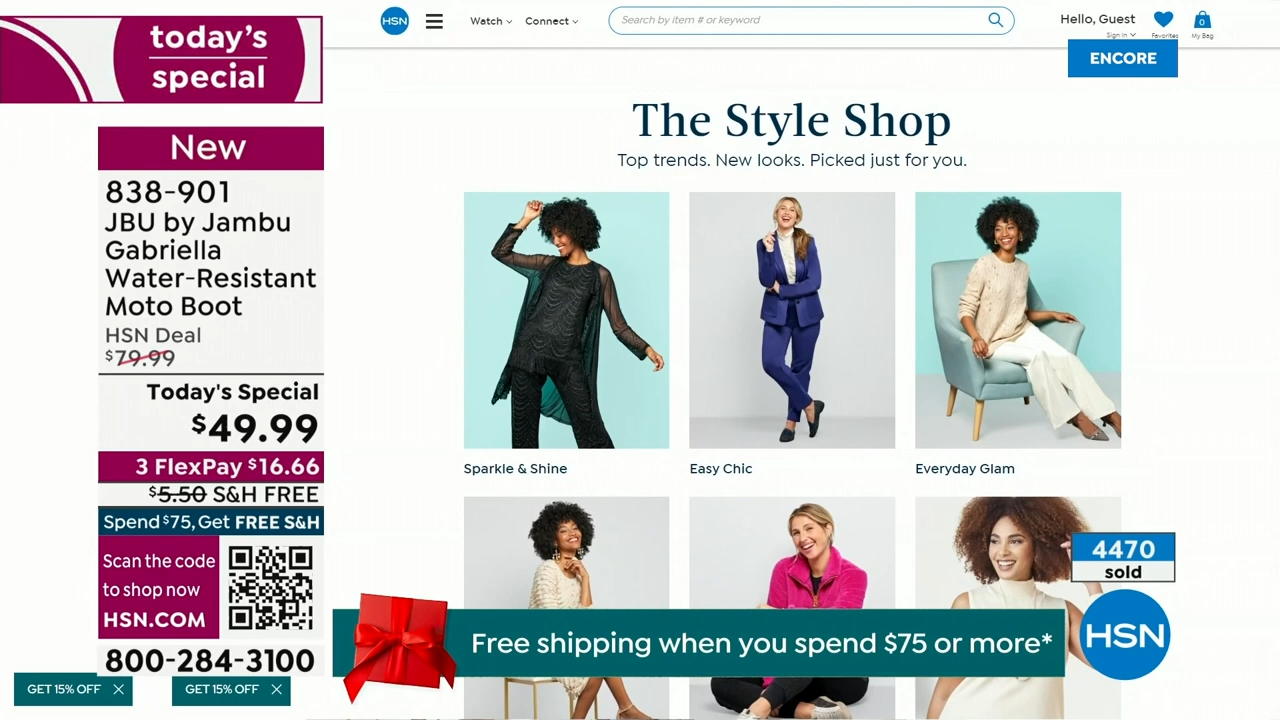 today's
special
New
838-901
JBU by Jambu
Gabriella
Water-Resistant
Moto Boot
HSN Deal
$79.99
Today's Special
$49.99
3 FlexPay $16.66
$5.50 S&H FREE
Spend $75, Get FREE S&H
Scan the code
to shop now
HSN.COM
800-284-3100
GET 15% OFF
GET 15% OFF
HSN
Watch
Connect
Search by item # or keyword
Hello, Guest
Sign In
Favorites
0
My Bag
ENCORE
The Style Shop
Top trends. New looks. Picked just for you.
Sparkle & Shine
Easy Chic
Everyday Glam
4470
sold
Free shipping when you spend $75 or more*
HSN